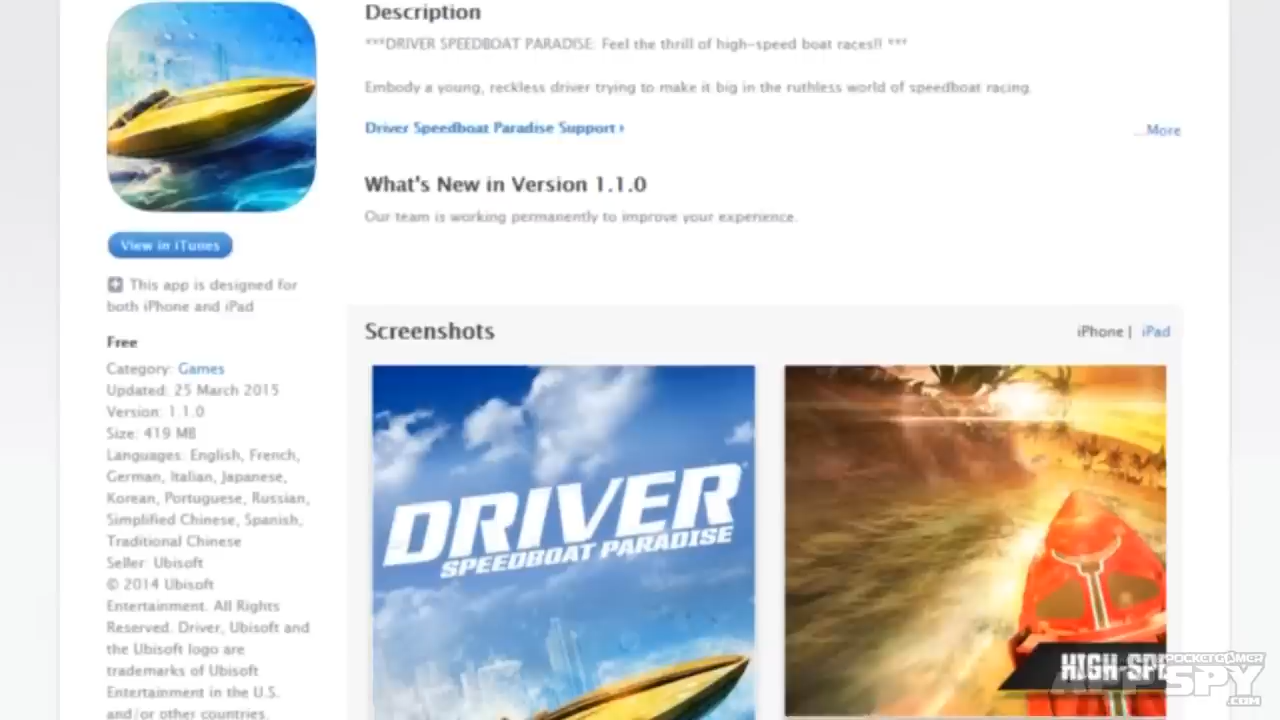 Description
***DRIVER SPEEDBOAT PARADISE: Feel the thrill of high-speed boat races!! ***
Embody a young, reckless driver trying to make it big in the ruthless world of speedboat racing.
Driver Speedboat Paradise Support ›
...More
What's New in Version 1.1.0
Our team is working permanently to improve your experience.
View in iTunes
This app is designed for
both iPhone and iPad
Free
Category: Games
Updated: 25 March 2015
Version: 1.1.0
Size: 419 MB
Languages: English, French,
German, Italian, Japanese,
Korean, Portuguese, Russian,
Simplified Chinese, Spanish,
Traditional Chinese
Seller: Ubisoft
© 2014 Ubisoft
Entertainment. All Rights
Reserved. Driver, Ubisoft and
the Ubisoft logo are
trademarks of Ubisoft
Entertainment in the U.S.
and/or other countries.
Screenshots
iPhone | iPad
DRIVER
SPEEDBOAT PARADISE
HIGH-SPE
POCKETGAMER
APPSPY
.COM